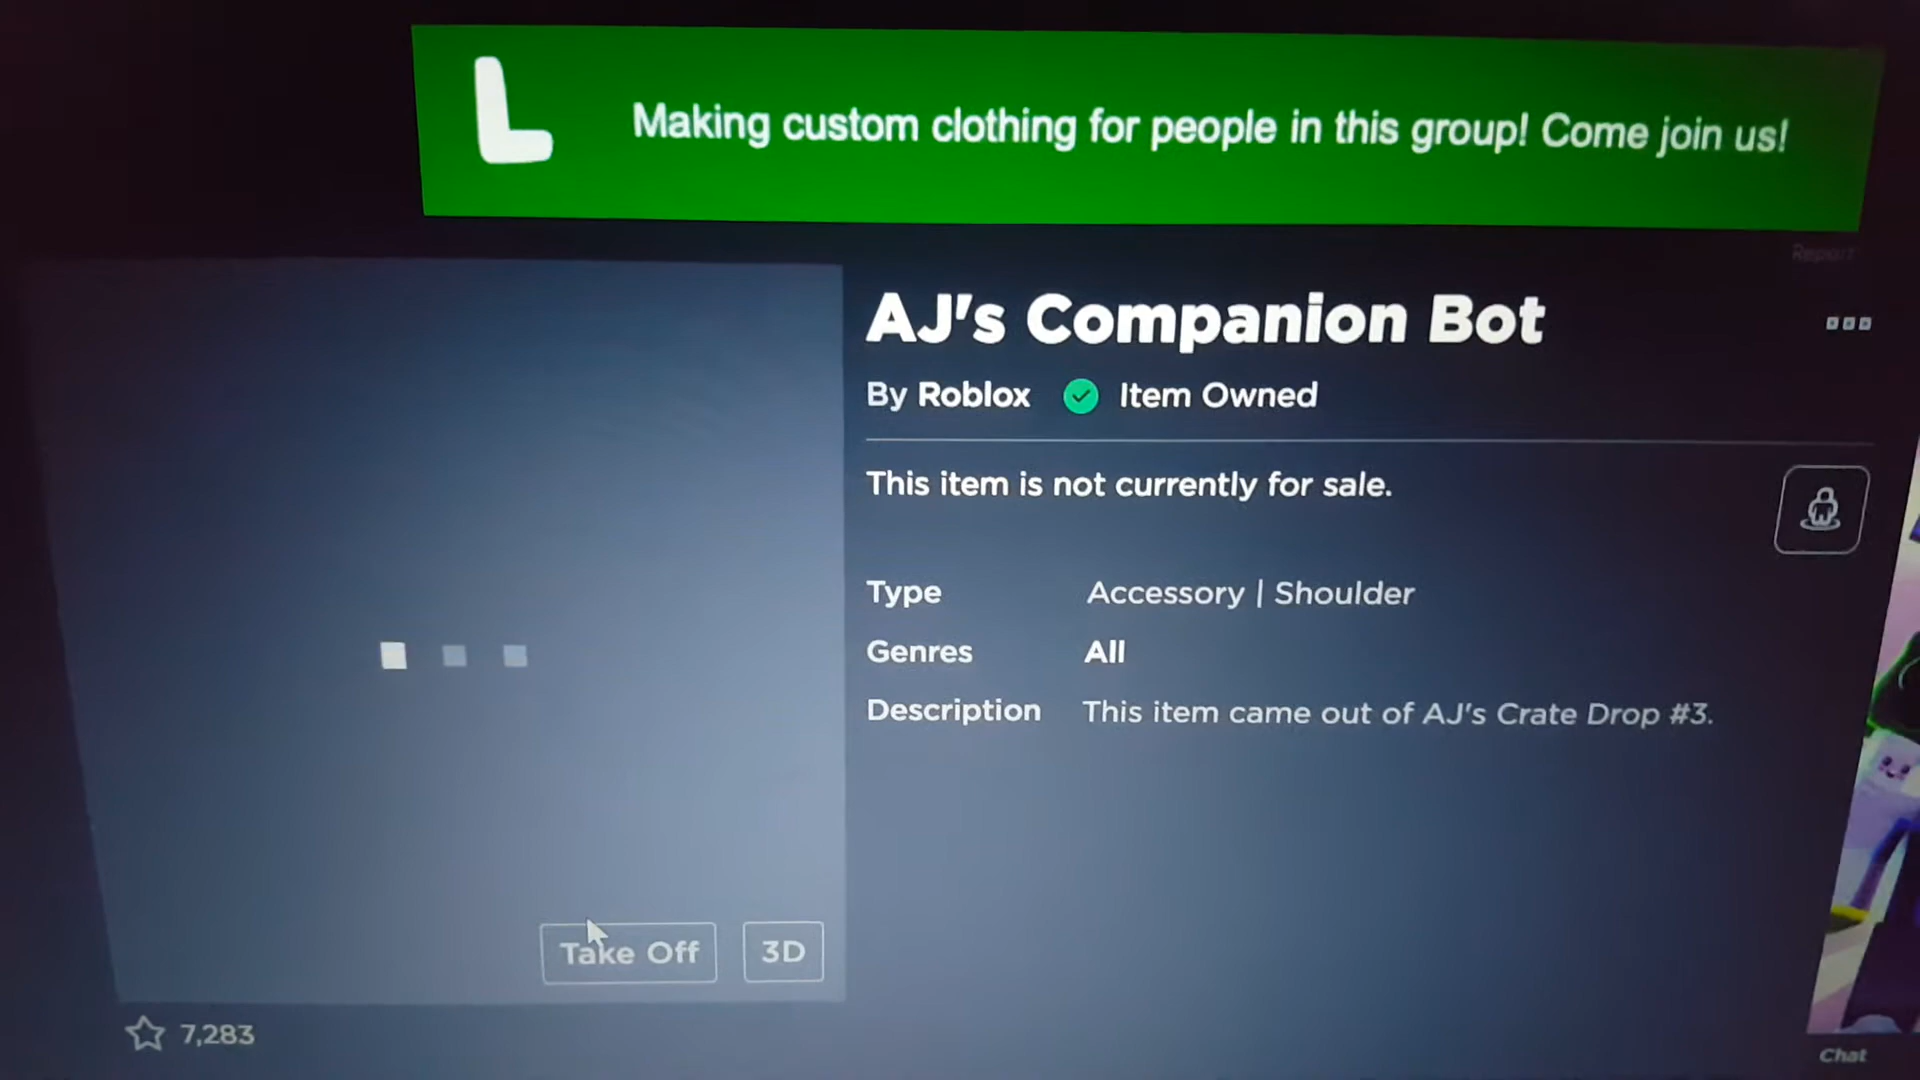 L
Making custom clothing for people in this group! Come join us!
Report
AJ's Companion Bot
By Roblox Item Owned
This item is not currently for sale.
Type Accessory | Shoulder
Genres All
Description This item came out of AJ's Crate Drop #3.
Take Off 3D
7,283
Chat